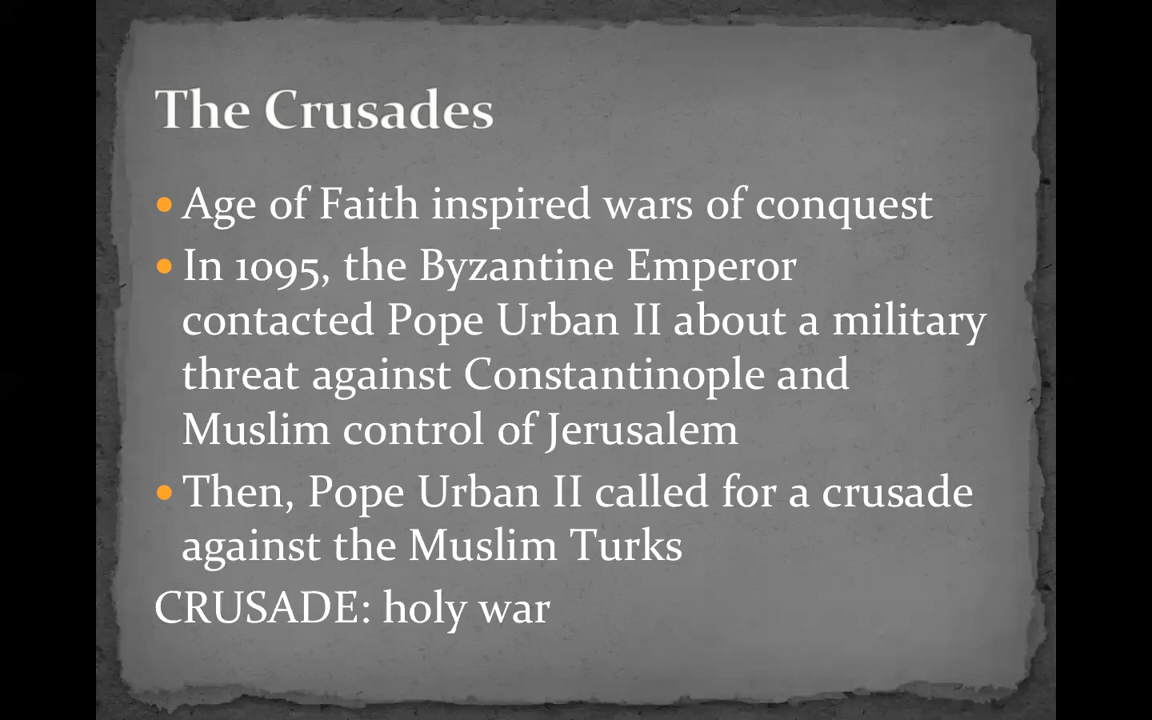 The Crusades
• Age of Faith inspired wars of conquest
• In 1095, the Byzantine Emperor
contacted Pope Urban II about a military
threat against Constantinople and
Muslim control of Jerusalem
• Then, Pope Urban II called for a crusade
against the Muslim Turks
CRUSADE: holy war